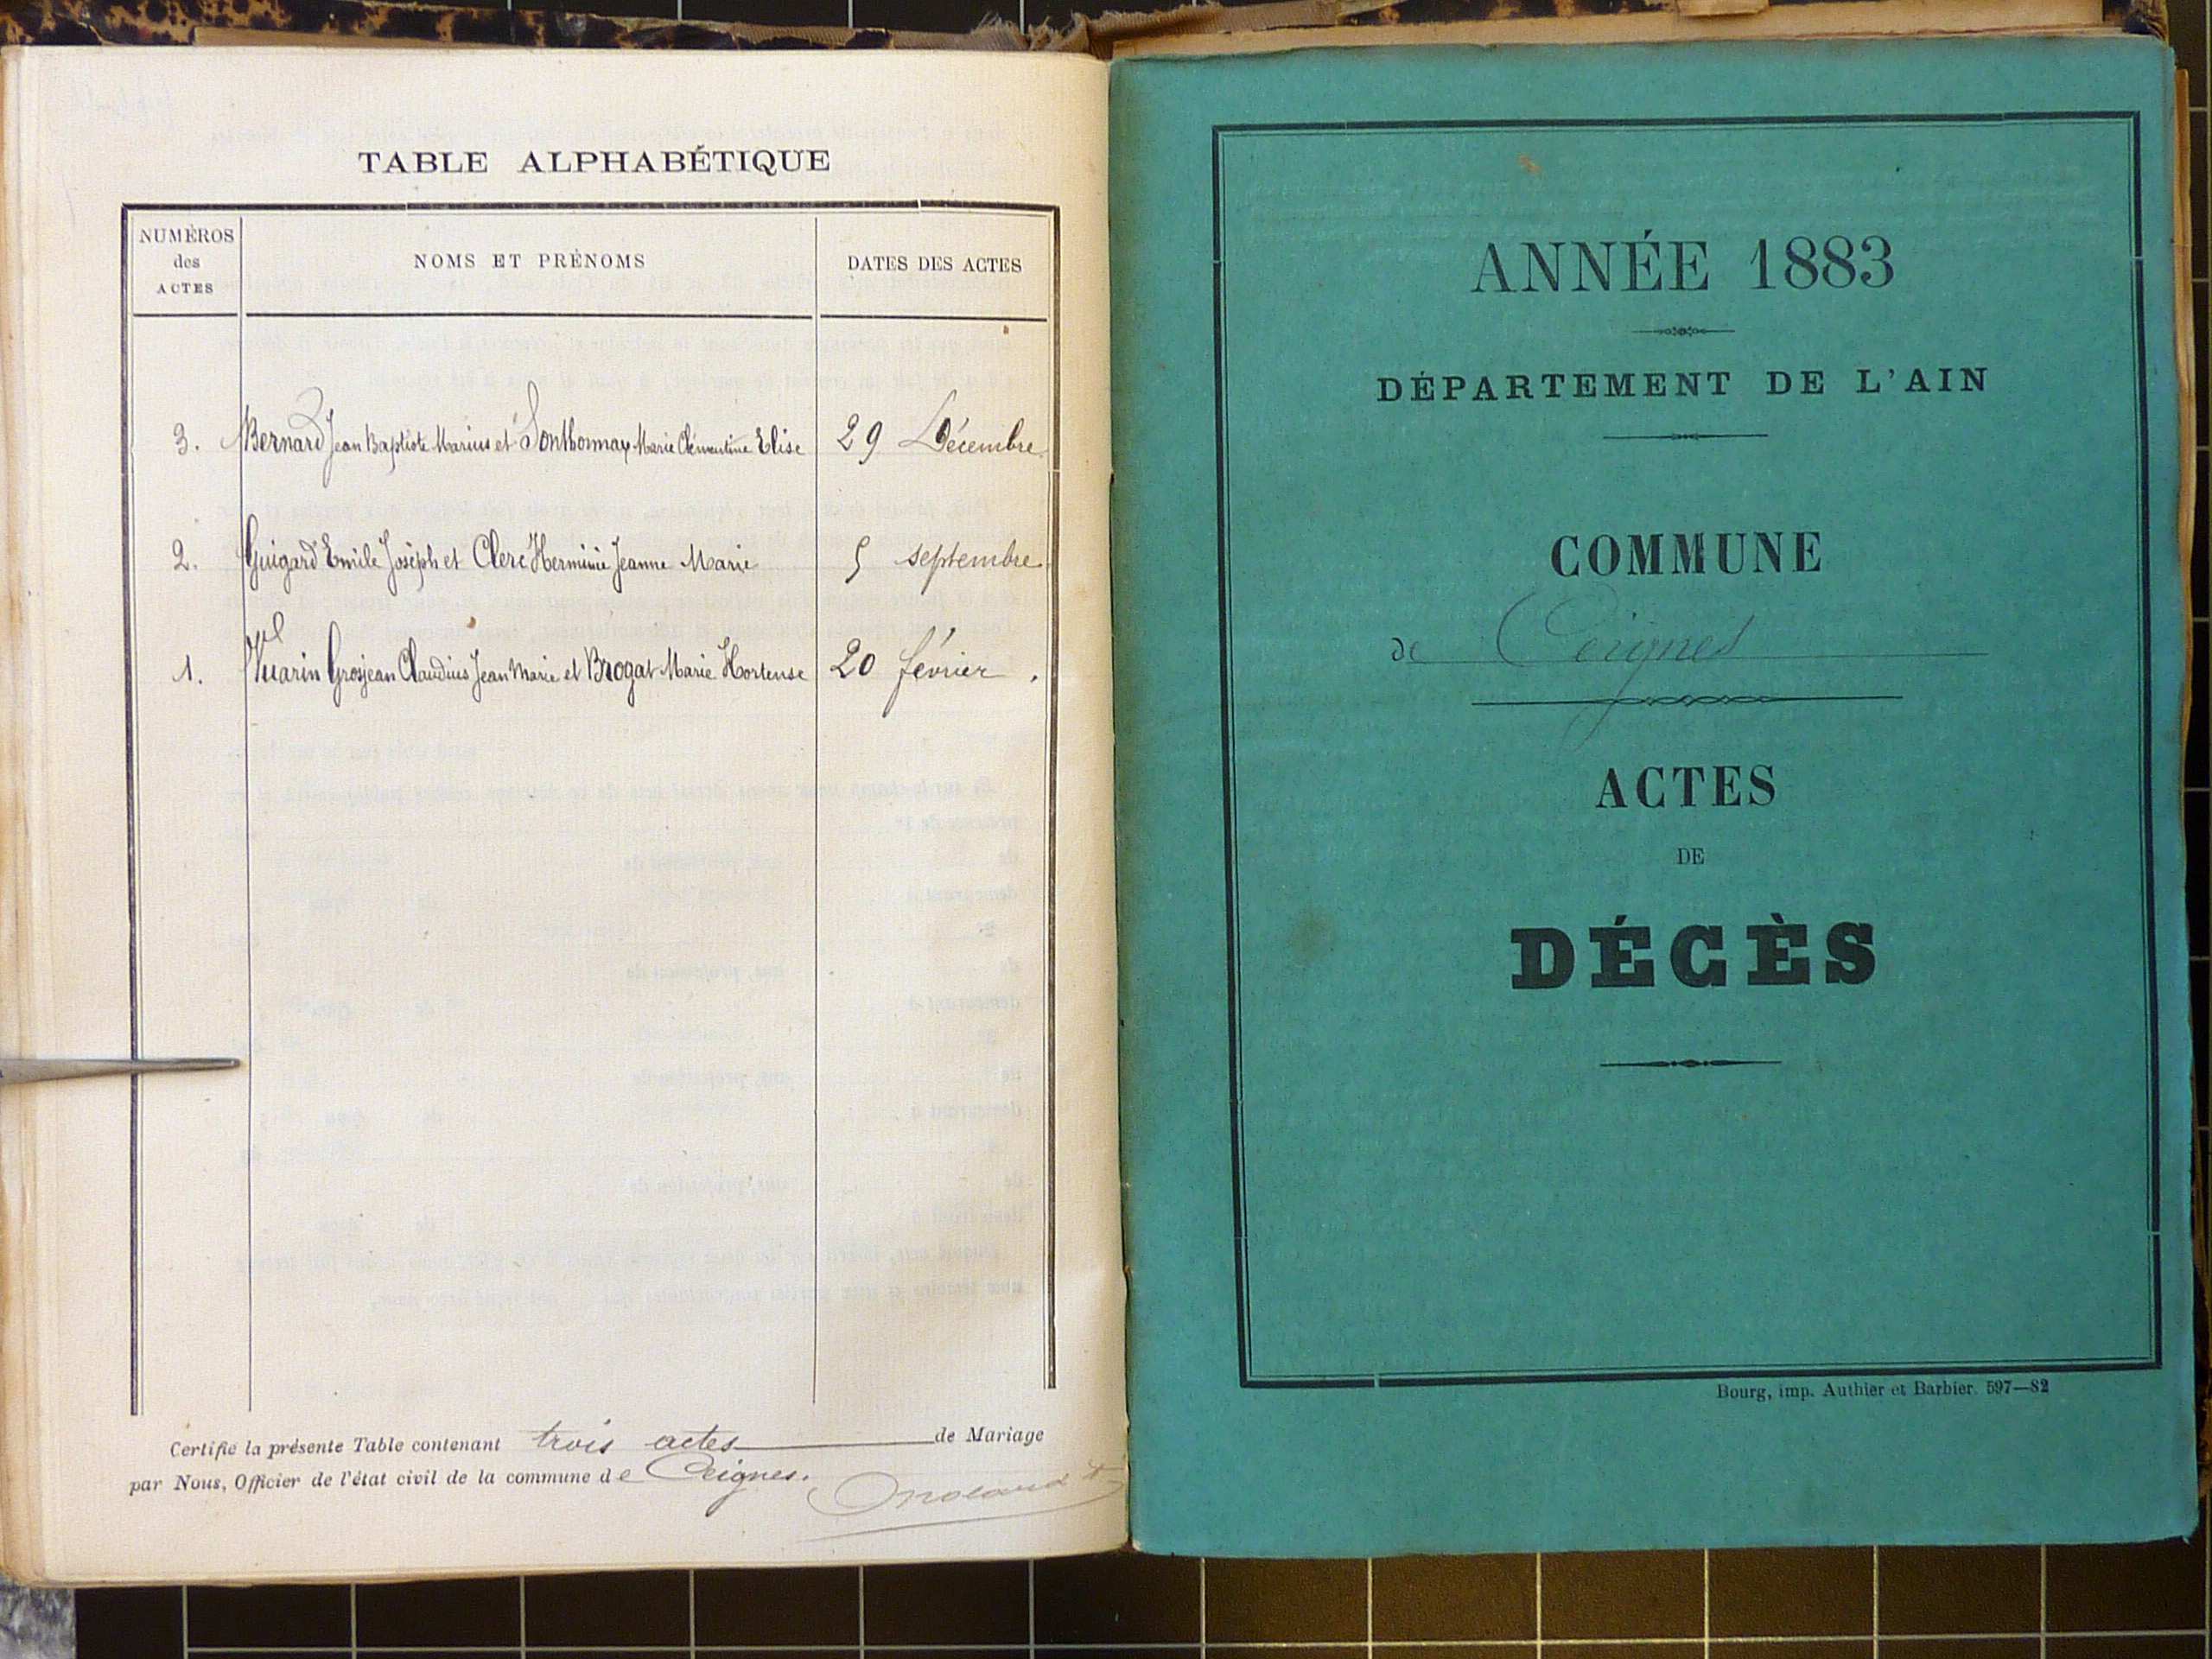 TABLE ALPHABÉTIQUE
NUMÉROS
des
ACTES
NOMS ET PRÉNOMS
DATES DES ACTES
3. Bernard Jean Baptiste Marius et Sonthonnax Marie Clémentine Elise 29 Décembre
2. Guigard Emile Joseph et Clerc Herminie Jeanne Marie 5 septembre
1. Vuarin Grosjean Claudius Jean Marie et Brogat Marie Hortense 20 février.
Certifie la présente Table contenant trois actes de Mariage
par Nous, Officier de l'état civil de la commune de Ceignes.
ANNÉE 1883
DÉPARTEMENT DE L'AIN
COMMUNE
de Ceignes
ACTES
DE
DÉCÈS
Bourg, imp. Authier et Barbier. 597—82